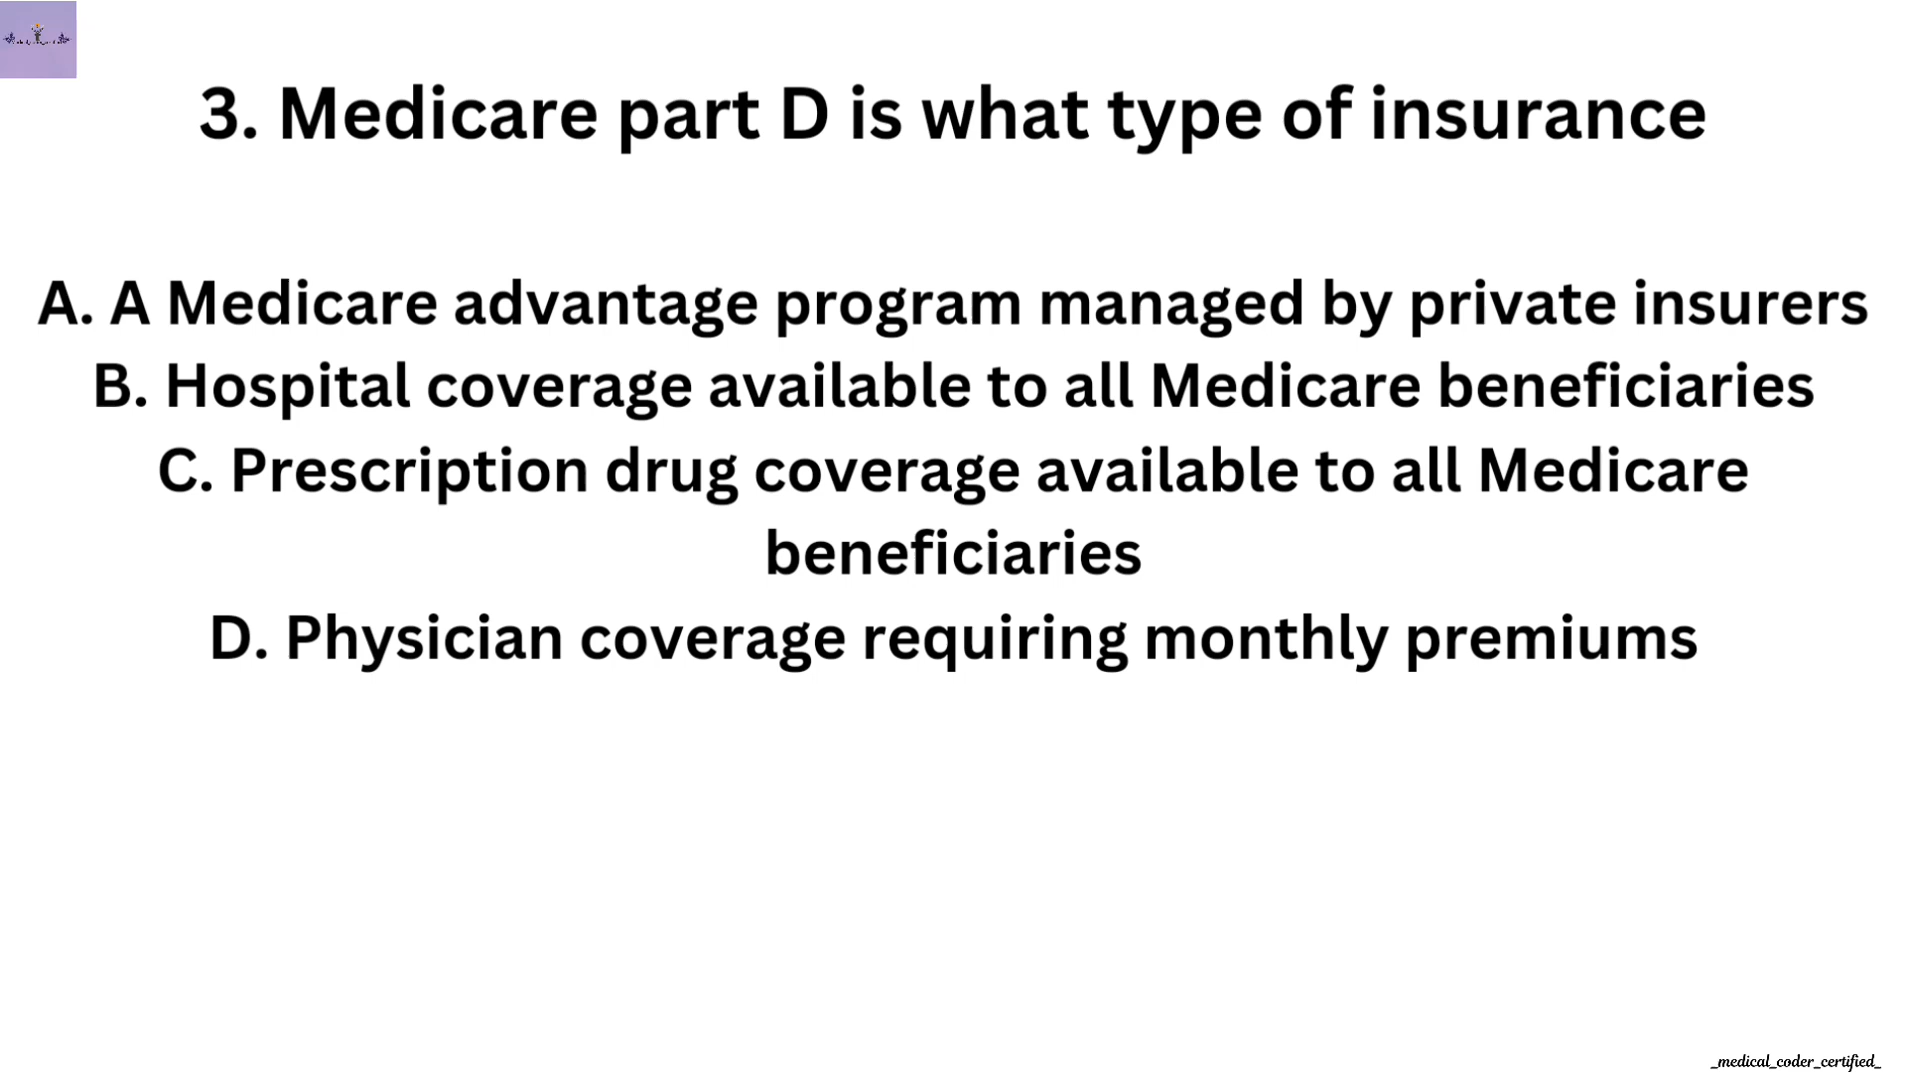 3. Medicare part D is what type of insurance
A. A Medicare advantage program managed by private insurers
B. Hospital coverage available to all Medicare beneficiaries
C. Prescription drug coverage available to all Medicare
beneficiaries
D. Physician coverage requiring monthly premiums
_medical_coder_certified_